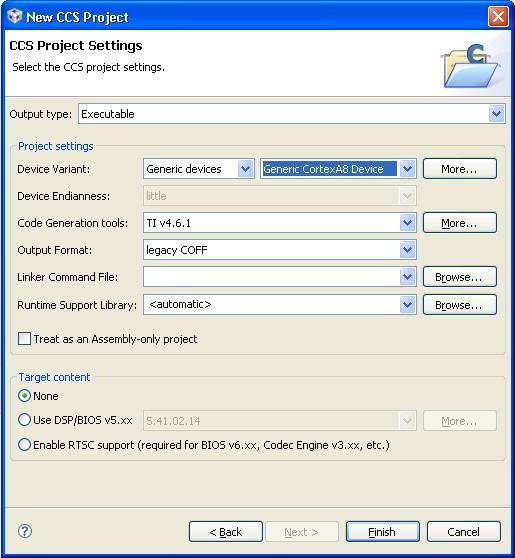 New CCS Project
CCS Project Settings
Select the CCS project settings.
Output type: Executable
Project settings
Device Variant: Generic devices Generic CortexA8 Device More...
Device Endianness: little
Code Generation tools: TI v4.6.1 More...
Output Format: legacy COFF
Linker Command File: Browse...
Runtime Support Library: <automatic> Browse...
Treat as an Assembly-only project
Target content
None
Use DSP/BIOS v5.xx 5.41.02.14 More...
Enable RTSC support (required for BIOS v6.xx, Codec Engine v3.xx, etc.)
? < Back Next > Finish Cancel